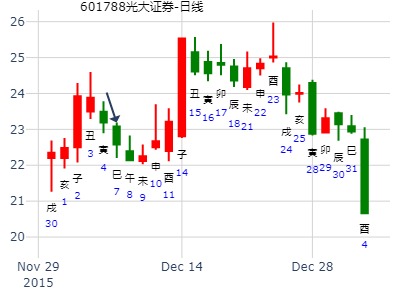 601788光大证券-日线
26
25
24
23
22
21
20
戌
30
亥
1
子
2
丑
3
寅
4
巳
7
午
8
未
9
申
10
酉
11
子
14
丑
15
寅
16
卯
17
辰
18
未
21
申
22
酉
23
戌
24
亥
25
寅
28
卯
29
辰
30
巳
31
酉
4
Nov 29
2015
Dec 14
Dec 28